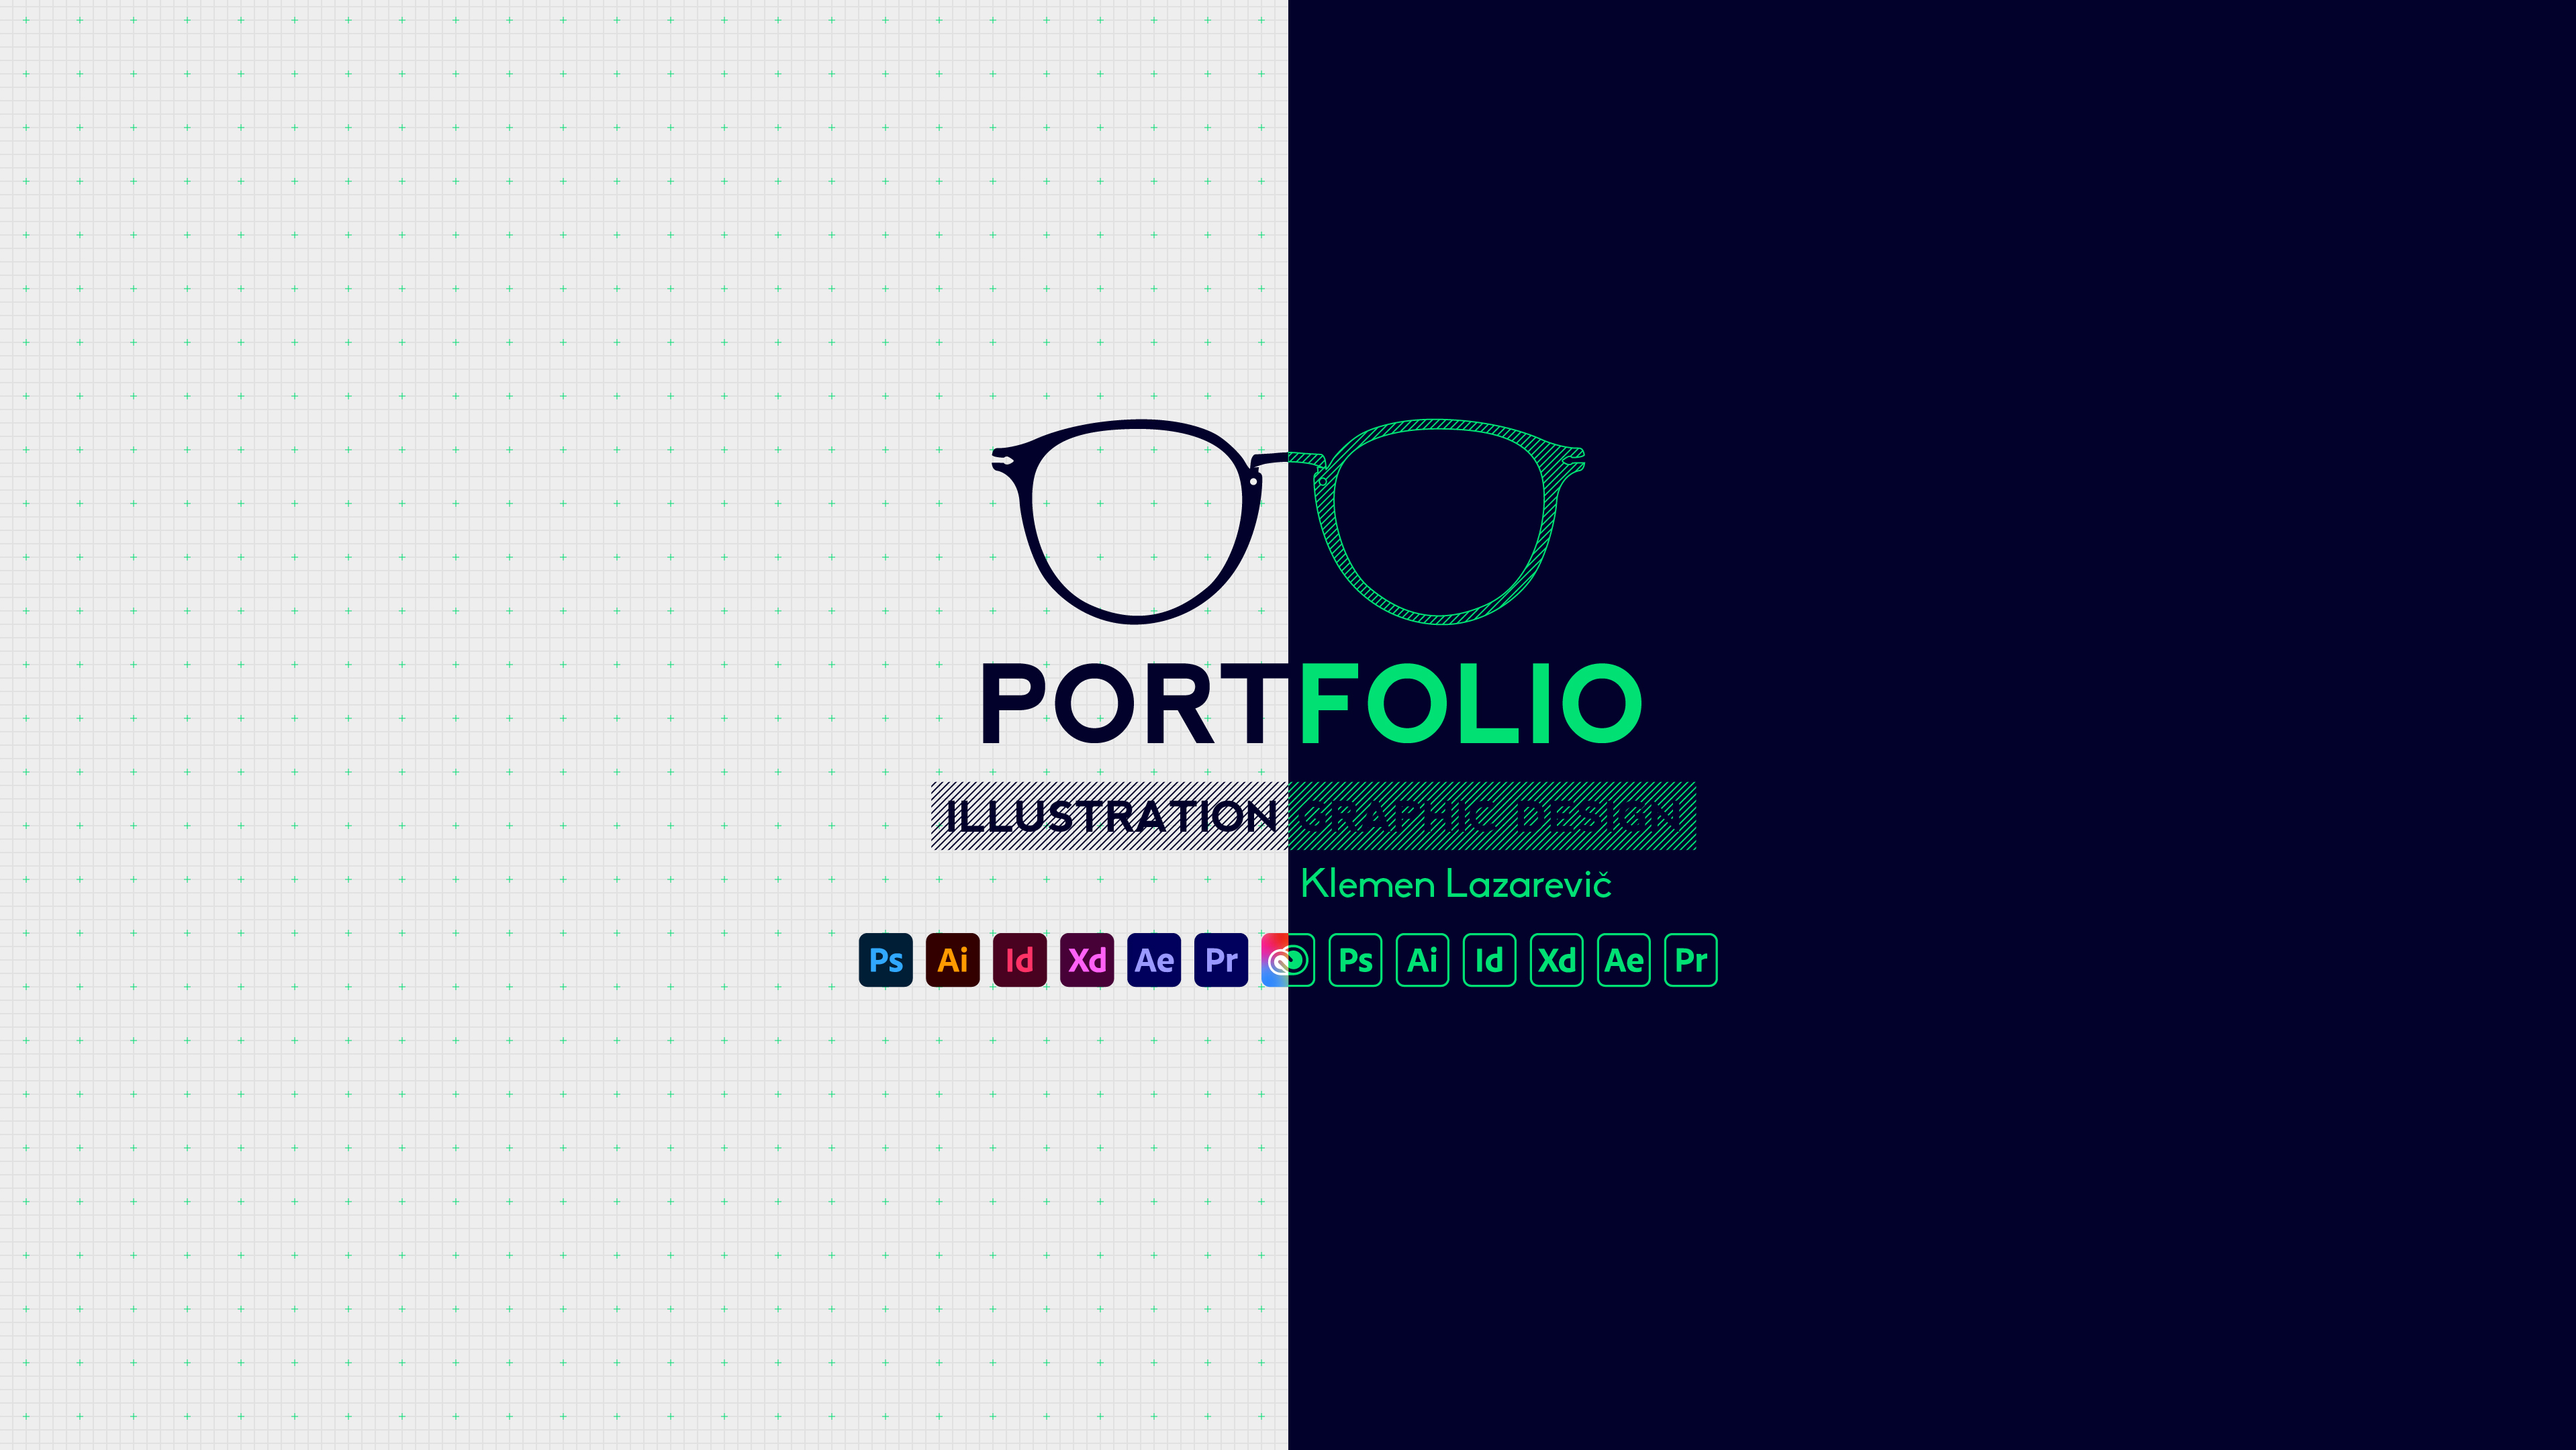 PORTFOLIO
ILLUSTRATION GRAPHIC DESIGN
Klemen Lazarevič
Ps Ai Id Xd Ae Pr Ps Ai Id Xd Ae Pr